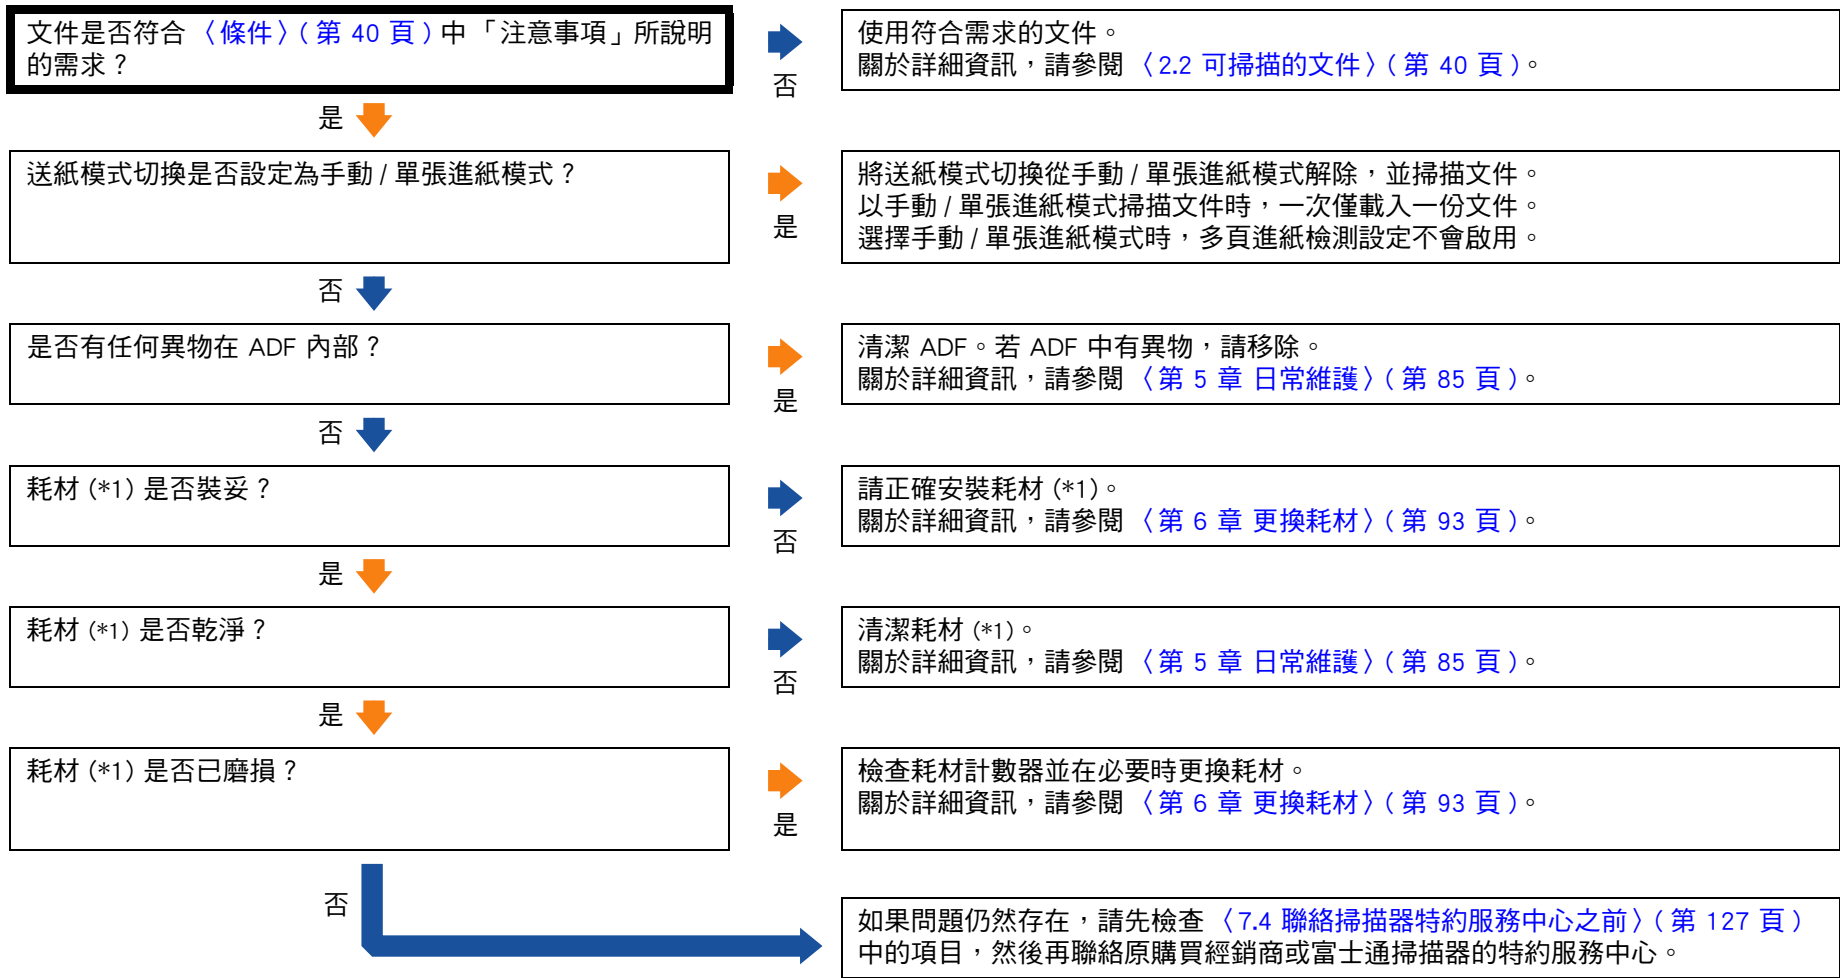 文件是否符合〈條件〉( 第 40 頁 ) 中「注意事項」所說明
的需求？
否
使用符合需求的文件。
關於詳細資訊，請參閱〈2.2 可掃描的文件〉( 第 40 頁 )。
是
送紙模式切換是否設定為手動 / 單張進紙模式？
是
將送紙模式切換從手動 / 單張進紙模式解除，並掃描文件。
以手動 / 單張進紙模式掃描文件時，一次僅載入一份文件。
選擇手動 / 單張進紙模式時，多頁進紙檢測設定不會啟用。
否
是否有任何異物在 ADF 內部？
是
清潔 ADF。若 ADF 中有異物，請移除。
關於詳細資訊，請參閱〈第 5 章 日常維護〉( 第 85 頁 )。
否
耗材 (*1) 是否裝妥？
否
請正確安裝耗材 (*1)。
關於詳細資訊，請參閱〈第 6 章 更換耗材〉( 第 93 頁 )。
是
耗材 (*1) 是否乾淨？
否
清潔耗材 (*1)。
關於詳細資訊，請參閱〈第 5 章 日常維護〉( 第 85 頁 )。
是
耗材 (*1) 是否已磨損？
是
檢查耗材計數器並在必要時更換耗材。
關於詳細資訊，請參閱〈第 6 章 更換耗材〉( 第 93 頁 )。
否
如果問題仍然存在，請先檢查〈7.4 聯絡掃描器特約服務中心之前〉( 第 127 頁 )
中的項目，然後再聯絡原購買經銷商或富士通掃描器的特約服務中心。